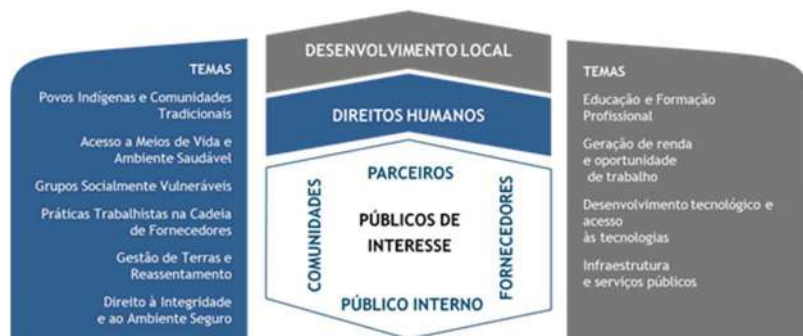 TEMAS
Povos Indígenas e Comunidades
Tradicionais
Acesso a Meios de Vida e
Ambiente Saudável
Grupos Socialmente Vulneráveis
Práticas Trabalhistas na Cadeia
de Fornecedores
Gestão de Terras e
Reassentamento
Direito à Integridade
e ao Ambiente Seguro
DESENVOLVIMENTO LOCAL
DIREITOS HUMANOS
PARCEIROS
COMUNIDADES
PÚBLICOS DE
INTERESSE
FORNECEDORES
PÚBLICO INTERNO
TEMAS
Educação e Formação
Profissional
Geração de renda
e oportunidade
de trabalho
Desenvolvimento tecnológico e
acesso
às tecnologias
Infraestrutura
e serviços públicos